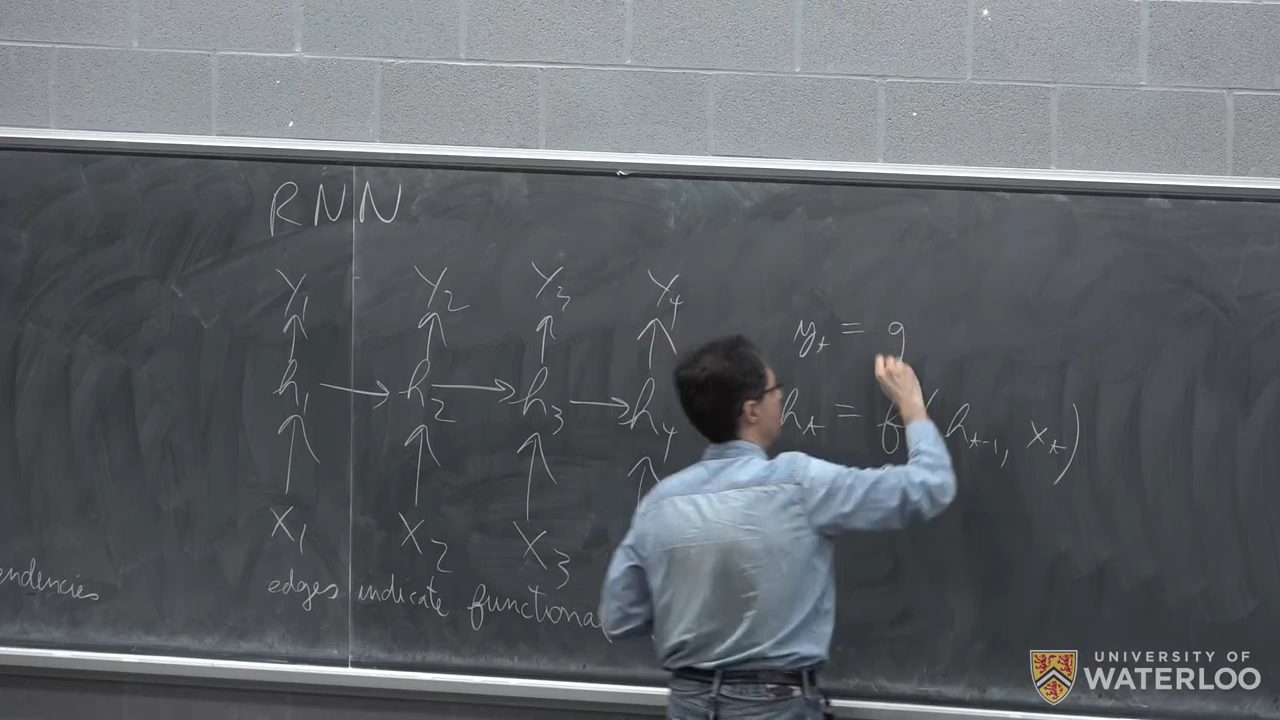 RNN
y1 y2 y3 y4
yt = g
h1 → h2 → h3 → h4
ht = f(ht-1, xt)
x1 x2 x3
edges indicate functiona
endencies
UNIVERSITY OF
WATERLOO